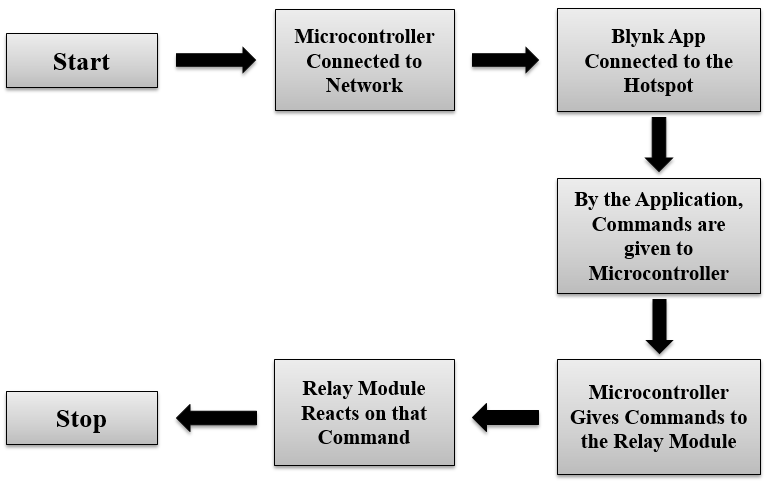 Start
Microcontroller
Connected to
Network
Blynk App
Connected to the
Hotspot
By the Application,
Commands are
given to
Microcontroller
Microcontroller
Gives Commands to
the Relay Module
Relay Module
Reacts on that
Command
Stop